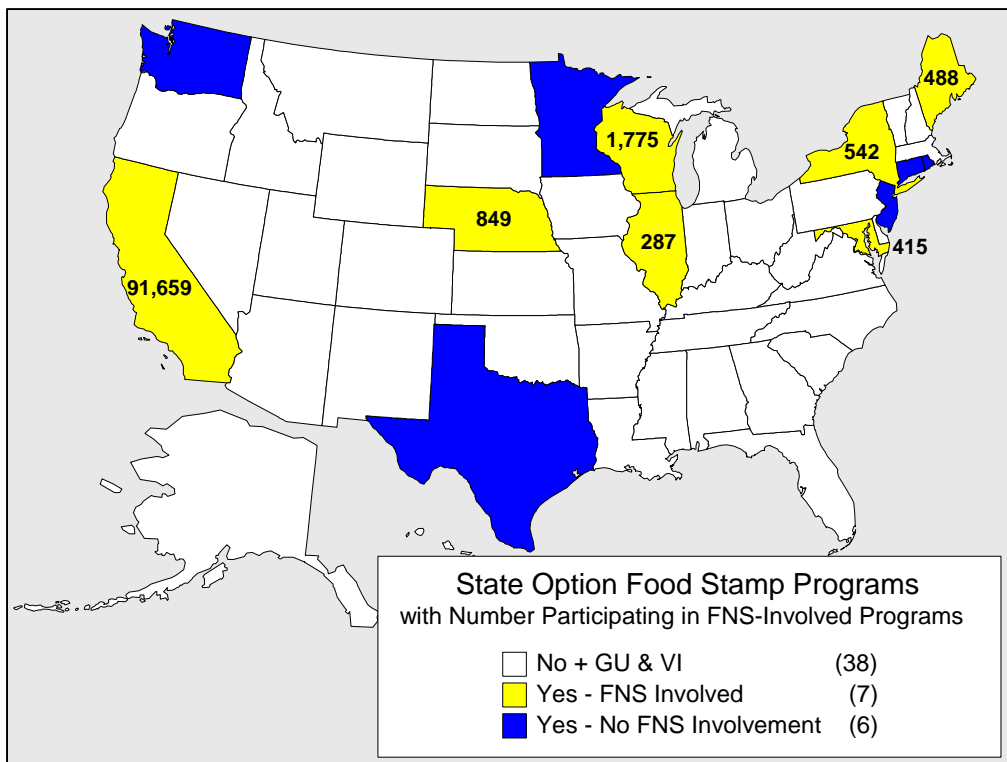 488
1,775
542
849
287
415
91,659
State Option Food Stamp Programs
with Number Participating in FNS-Involved Programs
No + GU & VI (38)
Yes - FNS Involved (7)
Yes - No FNS Involvement (6)